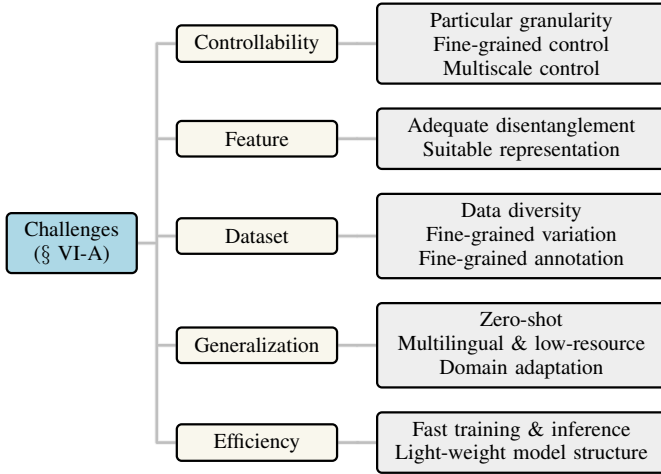 Controllability
Particular granularity
Fine-grained control
Multiscale control
Feature
Adequate disentanglement
Suitable representation
Challenges
(§ VI-A)
Dataset
Data diversity
Fine-grained variation
Fine-grained annotation
Generalization
Zero-shot
Multilingual & low-resource
Domain adaptation
Efficiency
Fast training & inference
Light-weight model structure